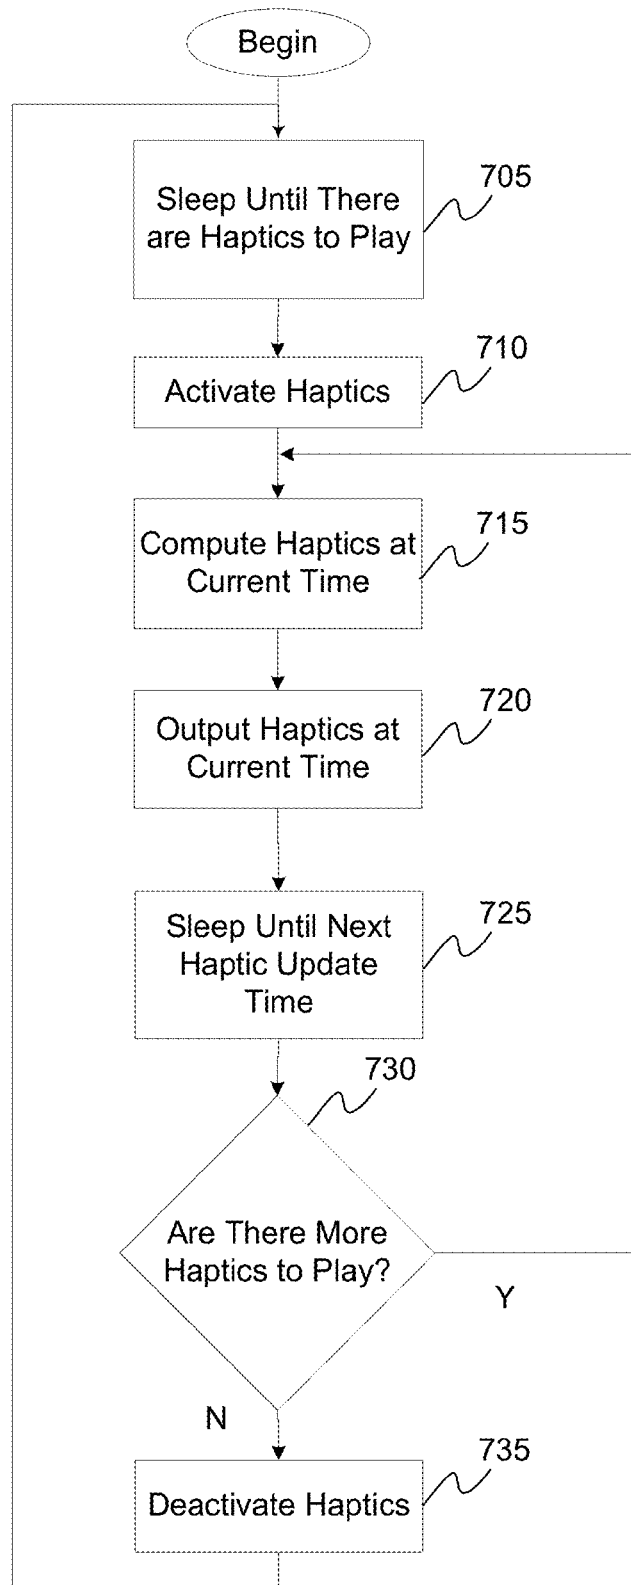 Begin
Sleep Until There
are Haptics to Play
705
Activate Haptics
710
Compute Haptics at
Current Time
715
Output Haptics at
Current Time
720
Sleep Until Next
Haptic Update
Time
725
730
Are There More
Haptics to Play?
Y
N
Deactivate Haptics
735